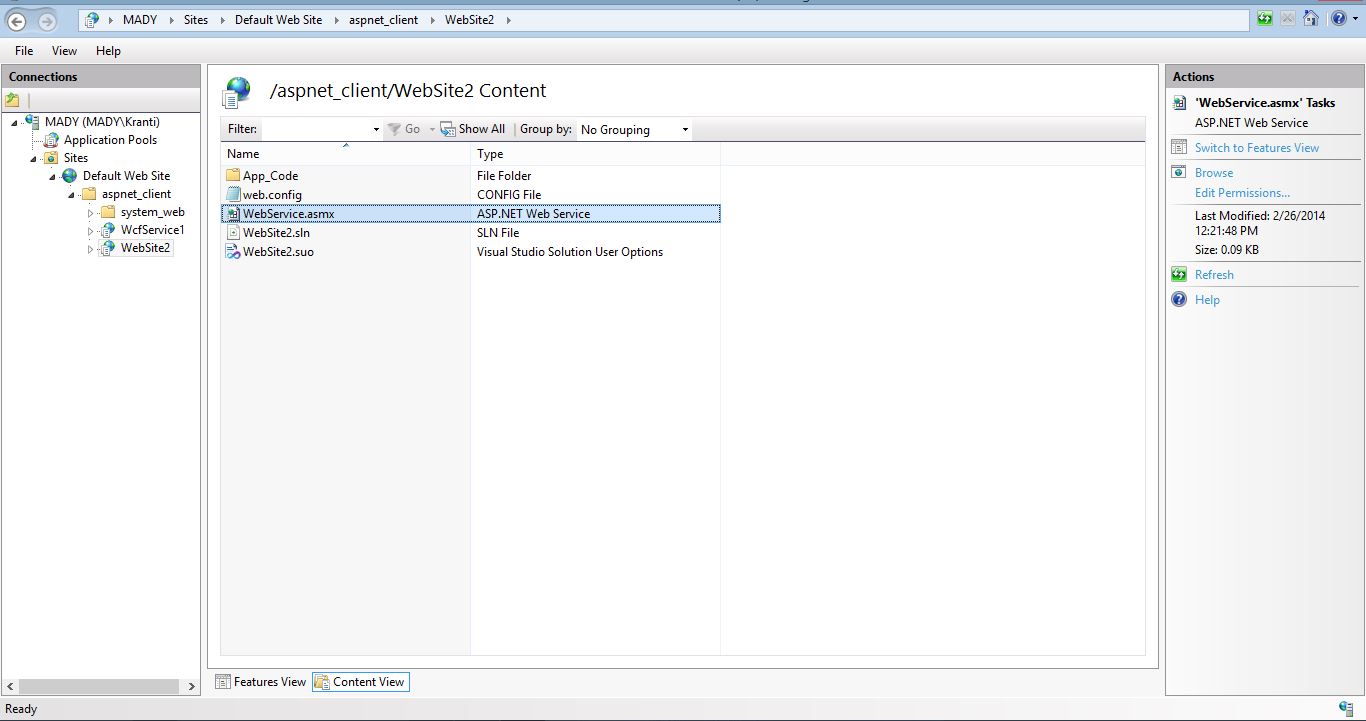 MADY Sites Default Web Site aspnet_client WebSite2
File View Help
Connections
MADY (MADY\Kranti)
Application Pools
Sites
Default Web Site
aspnet_client
system_web
WcfService1
WebSite2
/aspnet_client/WebSite2 Content
Filter: Go Show All Group by: No Grouping
Name Type
App_Code File Folder
web.config CONFIG File
WebService.asmx ASP.NET Web Service
WebSite2.sln SLN File
WebSite2.suo Visual Studio Solution User Options
Features View Content View
Actions
'WebService.asmx' Tasks
ASP.NET Web Service
Switch to Features View
Browse
Edit Permissions...
Last Modified: 2/26/2014
12:21:48 PM
Size: 0.09 KB
Refresh
Help
Ready